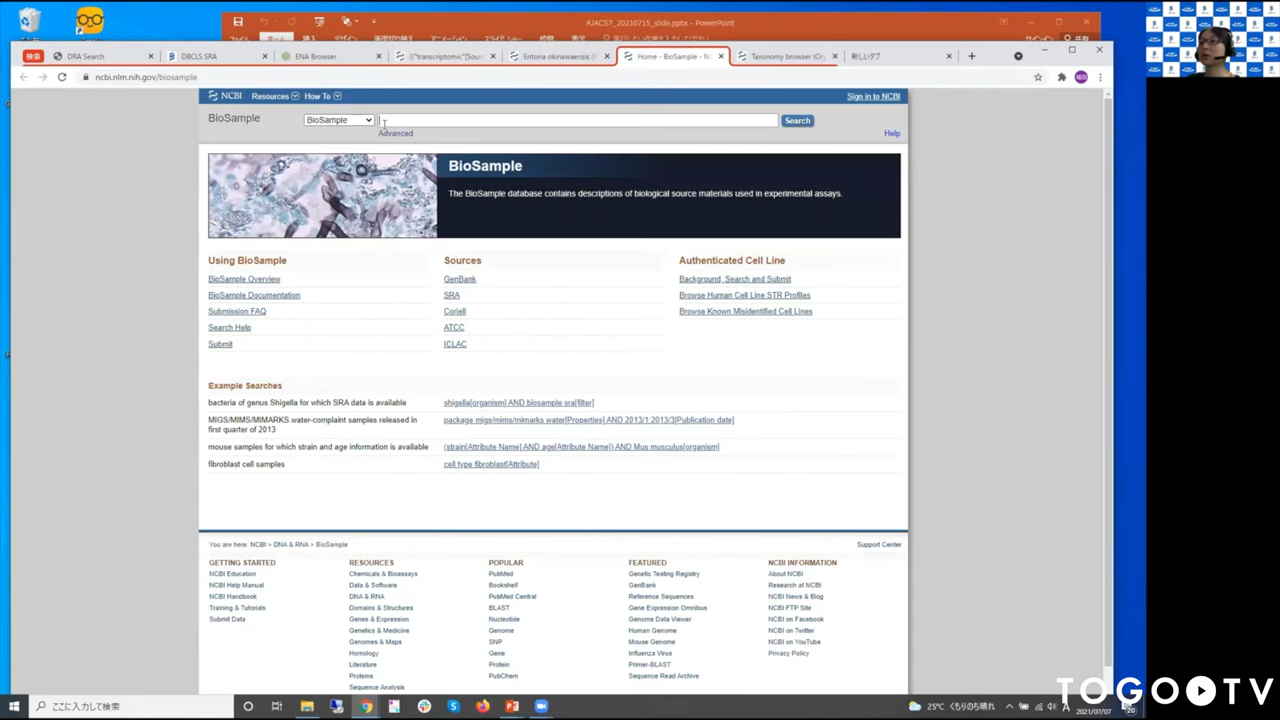 AJACS7_20210715_slide.pptx - PowerPoint
検索
DRA Search
DBCLS SRA
ENA Browser
(("transcriptomic"[Sour
Entoria okinawaensis (I
Home - BioSample - NC
Taxonomy browser (Or
新しいタブ
ncbi.nlm.nih.gov/biosample
NCBI Resources How To
Sign in to NCBI
BioSample
BioSample
Search
Advanced
Help
BioSample
The BioSample database contains descriptions of biological source materials used in experimental assays.
Using BioSample
BioSample Overview
BioSample Documentation
Submission FAQ
Search Help
Submit
Sources
GenBank
SRA
Coriell
ATCC
ICLAC
Authenticated Cell Line
Background, Search and Submit
Browse Human Cell Line STR Profiles
Browse Known Misidentified Cell Lines
Example Searches
bacteria of genus Shigella for which SRA data is available
shigella[organism] AND biosample sra[filter]
MIGS/MIMS/MIMARKS water-complaint samples released in
first quarter of 2013
package migs/mims/mimarks water[Properties] AND 2013/1:2013/3[Publication date]
mouse samples for which strain and age information is available
(strain[Attribute Name] AND age[Attribute Name]) AND Mus musculus[organism]
fibroblast cell samples
cell type fibroblast[Attribute]
You are here: NCBI > DNA & RNA > BioSample
Support Center
GETTING STARTED
NCBI Education
NCBI Help Manual
NCBI Handbook
Training & Tutorials
Submit Data
RESOURCES
Chemicals & Bioassays
Data & Software
DNA & RNA
Domains & Structures
Genes & Expression
Genetics & Medicine
Genomes & Maps
Homology
Literature
Proteins
Sequence Analysis
POPULAR
PubMed
Bookshelf
PubMed Central
BLAST
Nucleotide
Genome
SNP
Gene
Protein
PubChem
FEATURED
Genetic Testing Registry
GenBank
Reference Sequences
Gene Expression Omnibus
Genome Data Viewer
Human Genome
Mouse Genome
Influenza Virus
Primer-BLAST
Sequence Read Archive
NCBI INFORMATION
About NCBI
Research at NCBI
NCBI News & Blog
NCBI FTP Site
NCBI on Facebook
NCBI on Twitter
NCBI on YouTube
Privacy Policy
TOGO TV
ここに入力して検索
25℃ くもりのち晴れ
2021/07/07
20